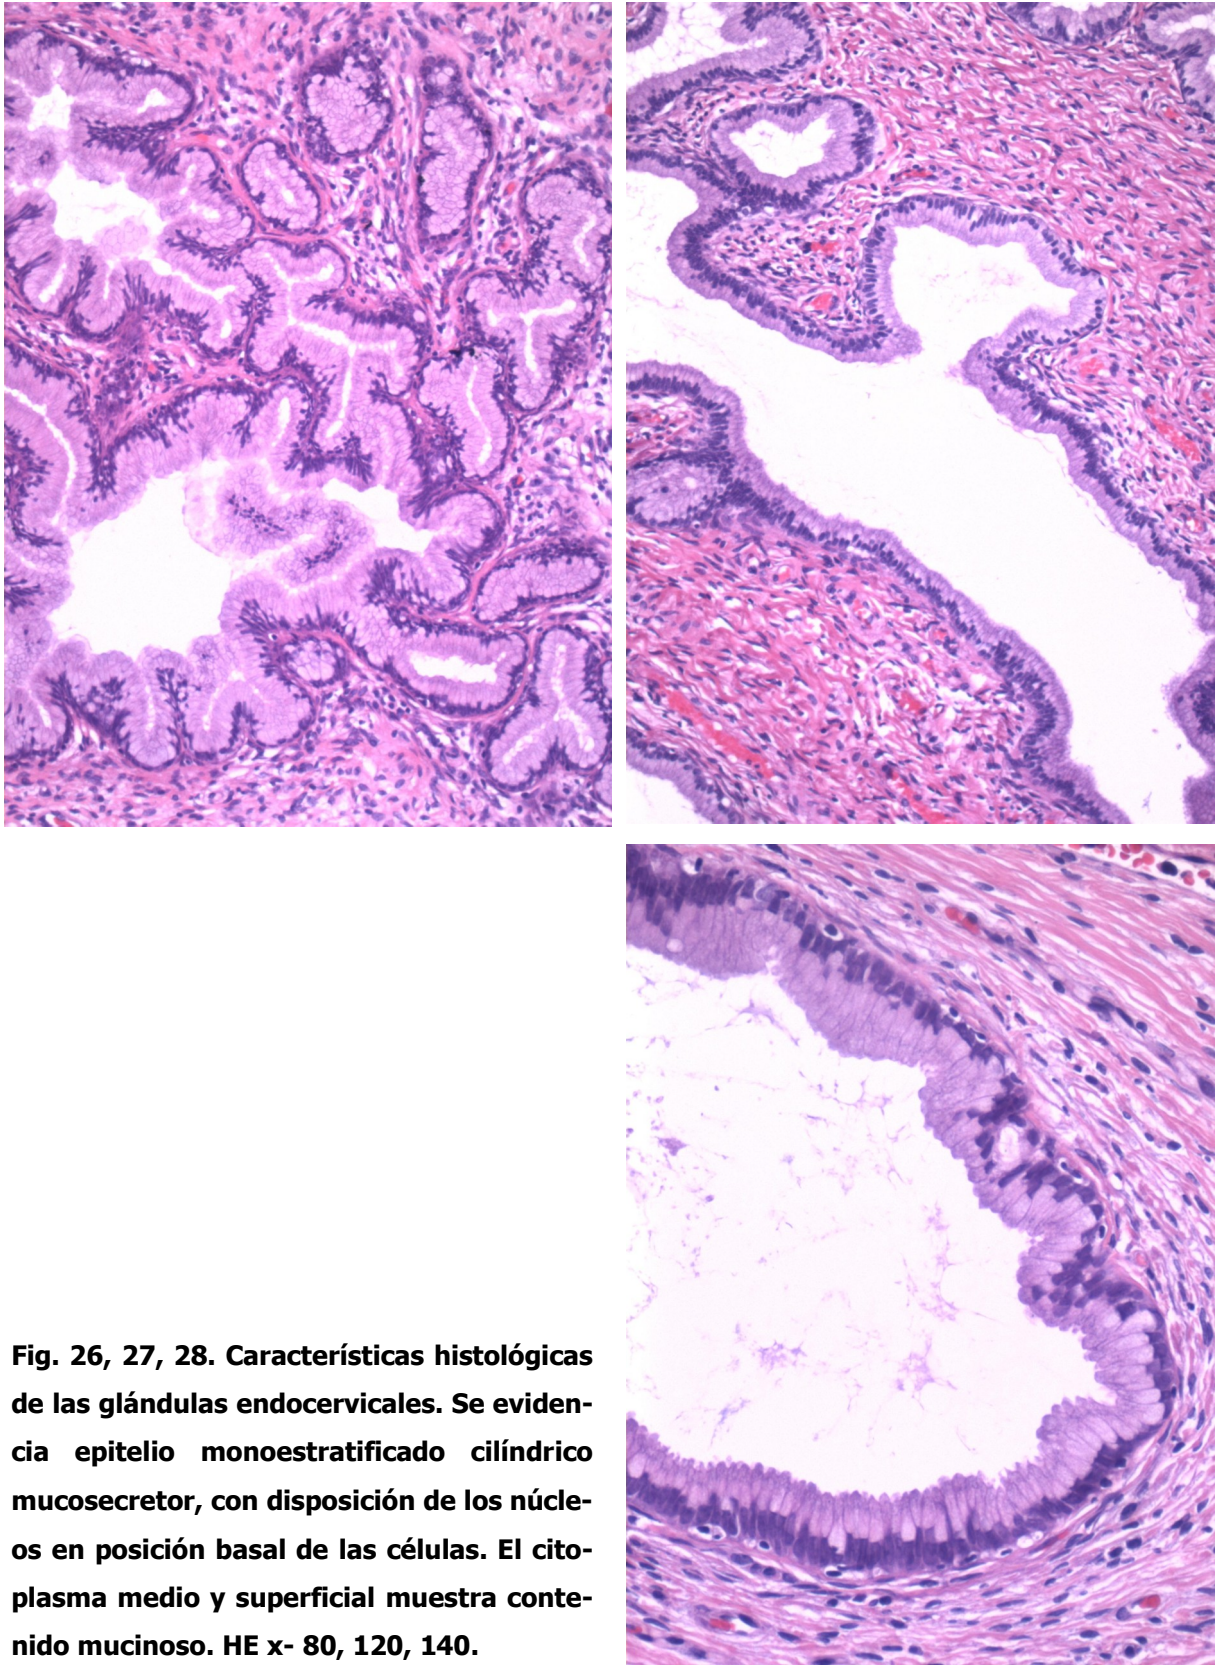 Fig. 26, 27, 28. Características histológicas
de las glándulas endocervicales. Se eviden-
cia epitelio monoestratificado cilíndrico
mucosecretor, con disposición de los núcle-
os en posición basal de las células. El cito-
plasma medio y superficial muestra conte-
nido mucinoso. HE x- 80, 120, 140.